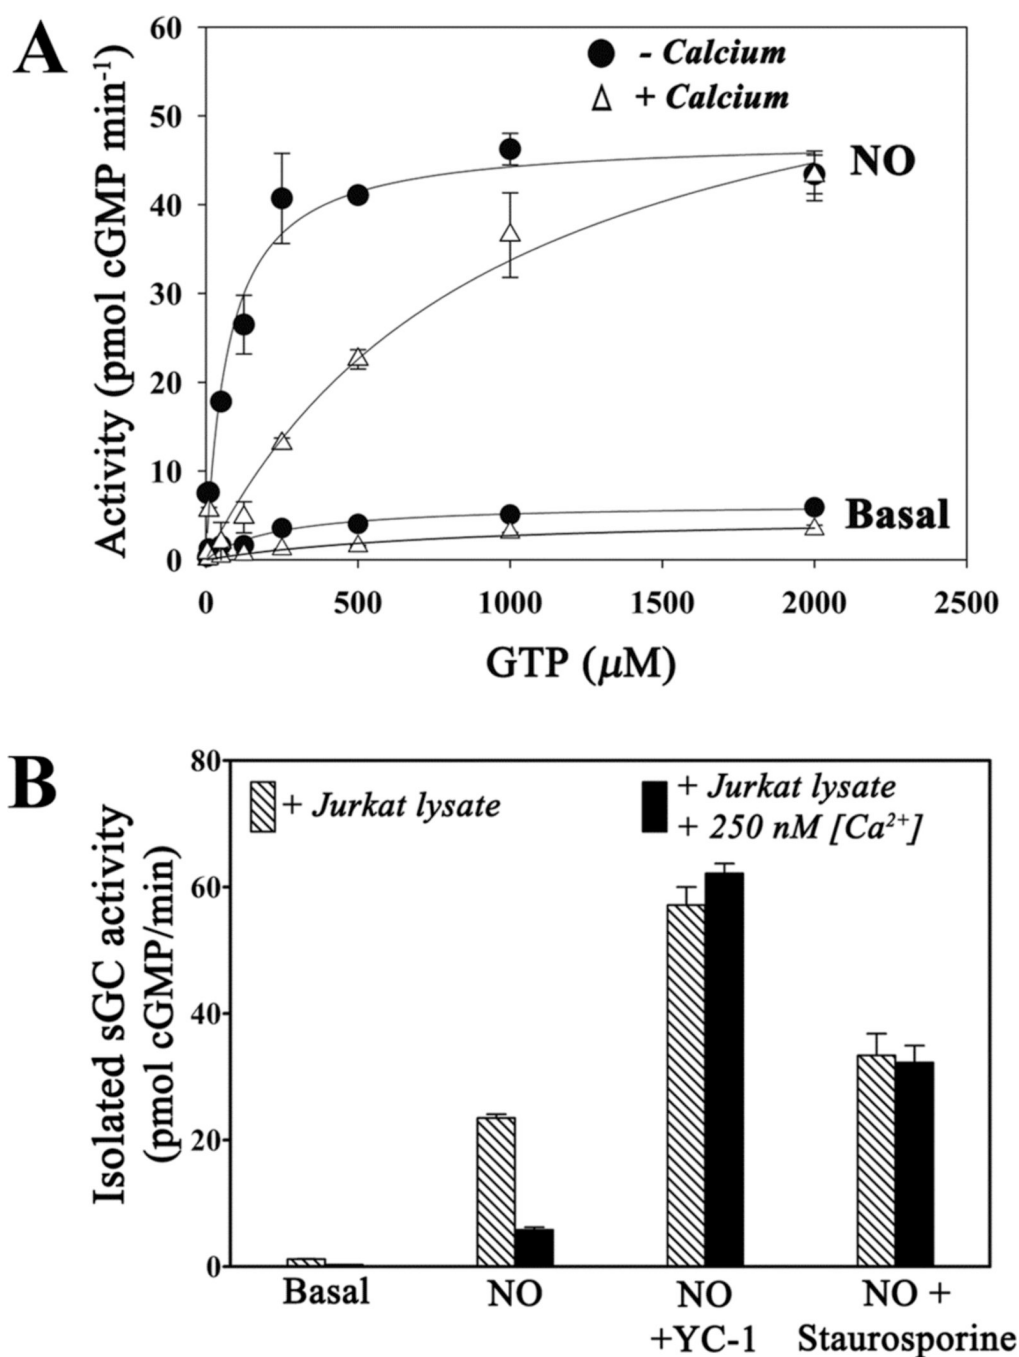 A
60
50
40
30
20
10
0
Activity (pmol cGMP min⁻¹)
- Calcium
+ Calcium
NO
Basal
0 500 1000 1500 2000 2500
GTP (μM)
B
80
60
40
20
0
Isolated sGC activity
(pmol cGMP/min)
+ Jurkat lysate
+ Jurkat lysate
+ 250 nM [Ca²⁺]
Basal NO NO NO +
+YC-1 Staurosporine